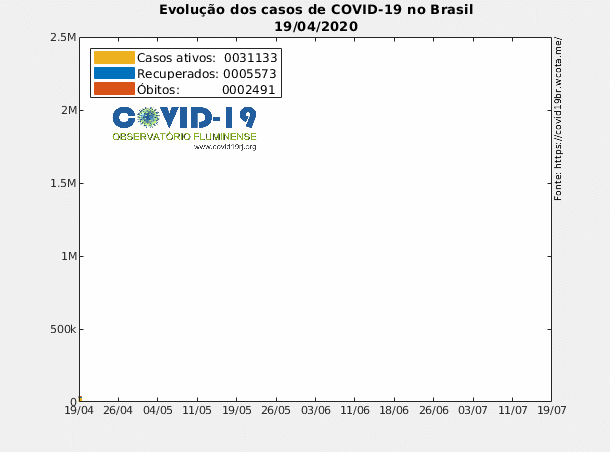 Evolução dos casos de COVID-19 no Brasil
19/04/2020
2.5M
2M
1.5M
1M
500k
0
Casos ativos: 0031133
Recuperados: 0005573
Óbitos: 0002491
COVID-19
OBSERVATÓRIO FLUMINENSE
www.covid19rj.org
Fonte: https://covid19br.wcota.me/
19/04 26/04 04/05 11/05 19/05 26/05 03/06 11/06 18/06 26/06 03/07 11/07 19/07